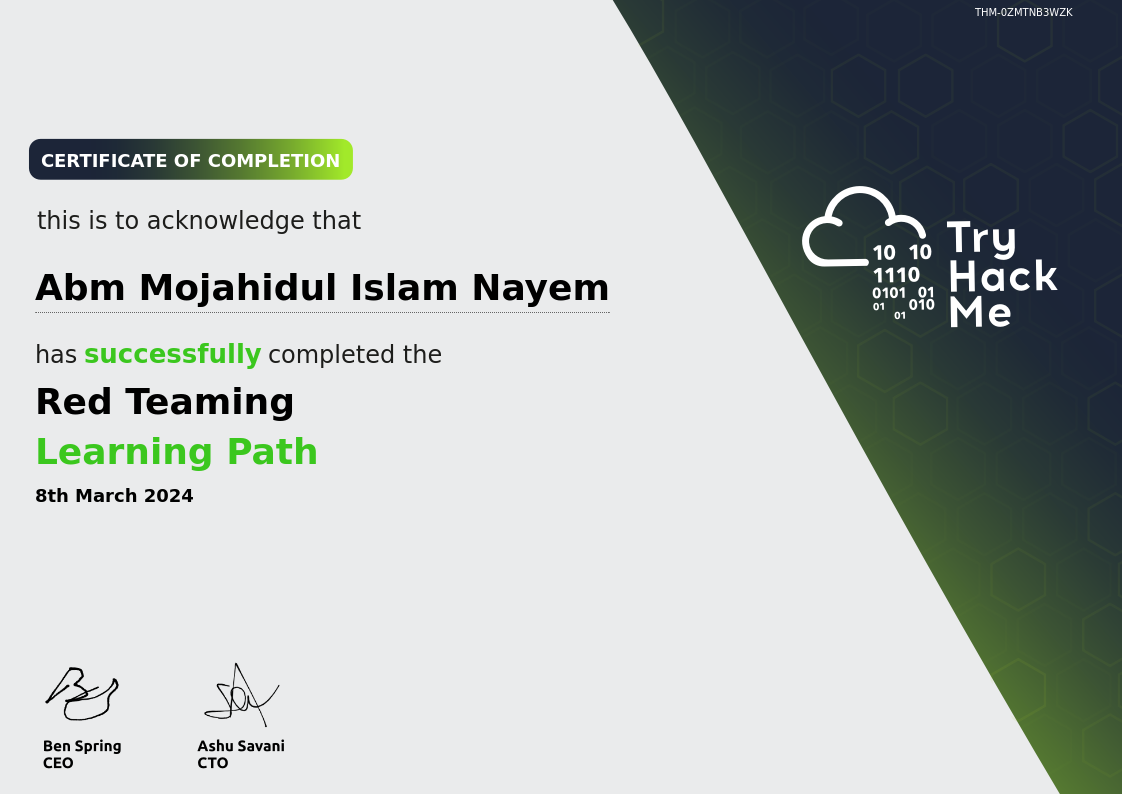 THM-0ZMTNB3WZK
CERTIFICATE OF COMPLETION
this is to acknowledge that
Abm Mojahidul Islam Nayem
has successfully completed the
Red Teaming
Learning Path
8th March 2024
10 10
1110
0101 01
01 010
01
Try
Hack
Me
Ben Spring
CEO
Ashu Savani
CTO